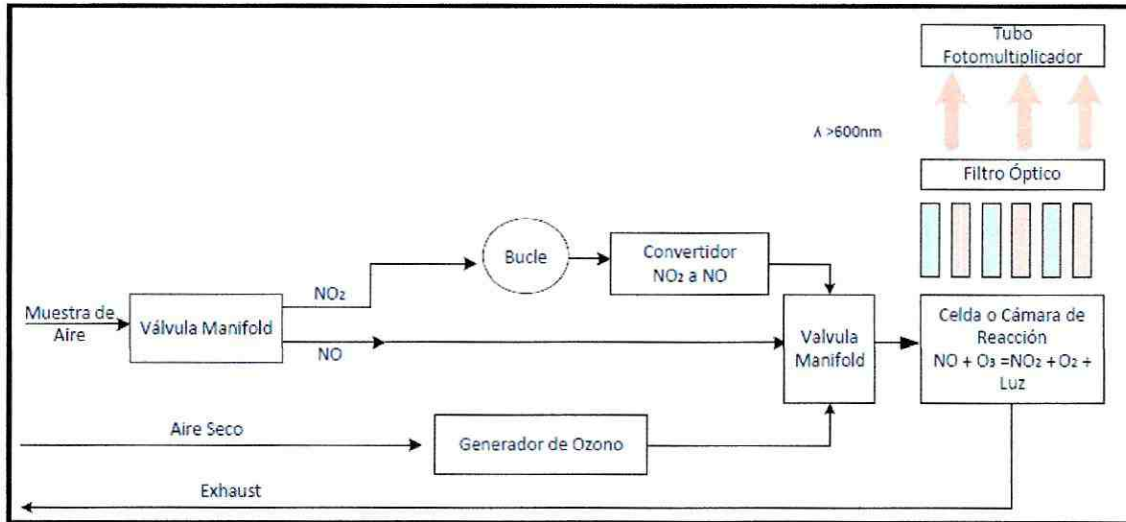 Tubo
Fotomultiplicador
λ >600nm
Filtro Óptico
Bucle
Convertidor
NO₂ a NO
NO₂
Muestra de
Aire
Válvula Manifold
NO
Valvula
Manifold
Celda o Cámara de
Reacción
NO + O₃ =NO₂ + O₂ +
Luz
Aire Seco
Generador de Ozono
Exhaust